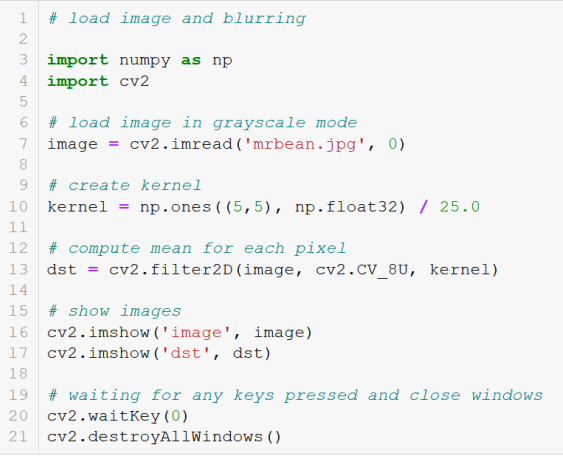 1 # load image and blurring
2
3 import numpy as np
4 import cv2
5
6 # load image in grayscale mode
7 image = cv2.imread('mrbean.jpg', 0)
8
9 # create kernel
10 kernel = np.ones((5,5), np.float32) / 25.0
11
12 # compute mean for each pixel
13 dst = cv2.filter2D(image, cv2.CV_8U, kernel)
14
15 # show images
16 cv2.imshow('image', image)
17 cv2.imshow('dst', dst)
18
19 # waiting for any keys pressed and close windows
20 cv2.waitKey(0)
21 cv2.destroyAllWindows()